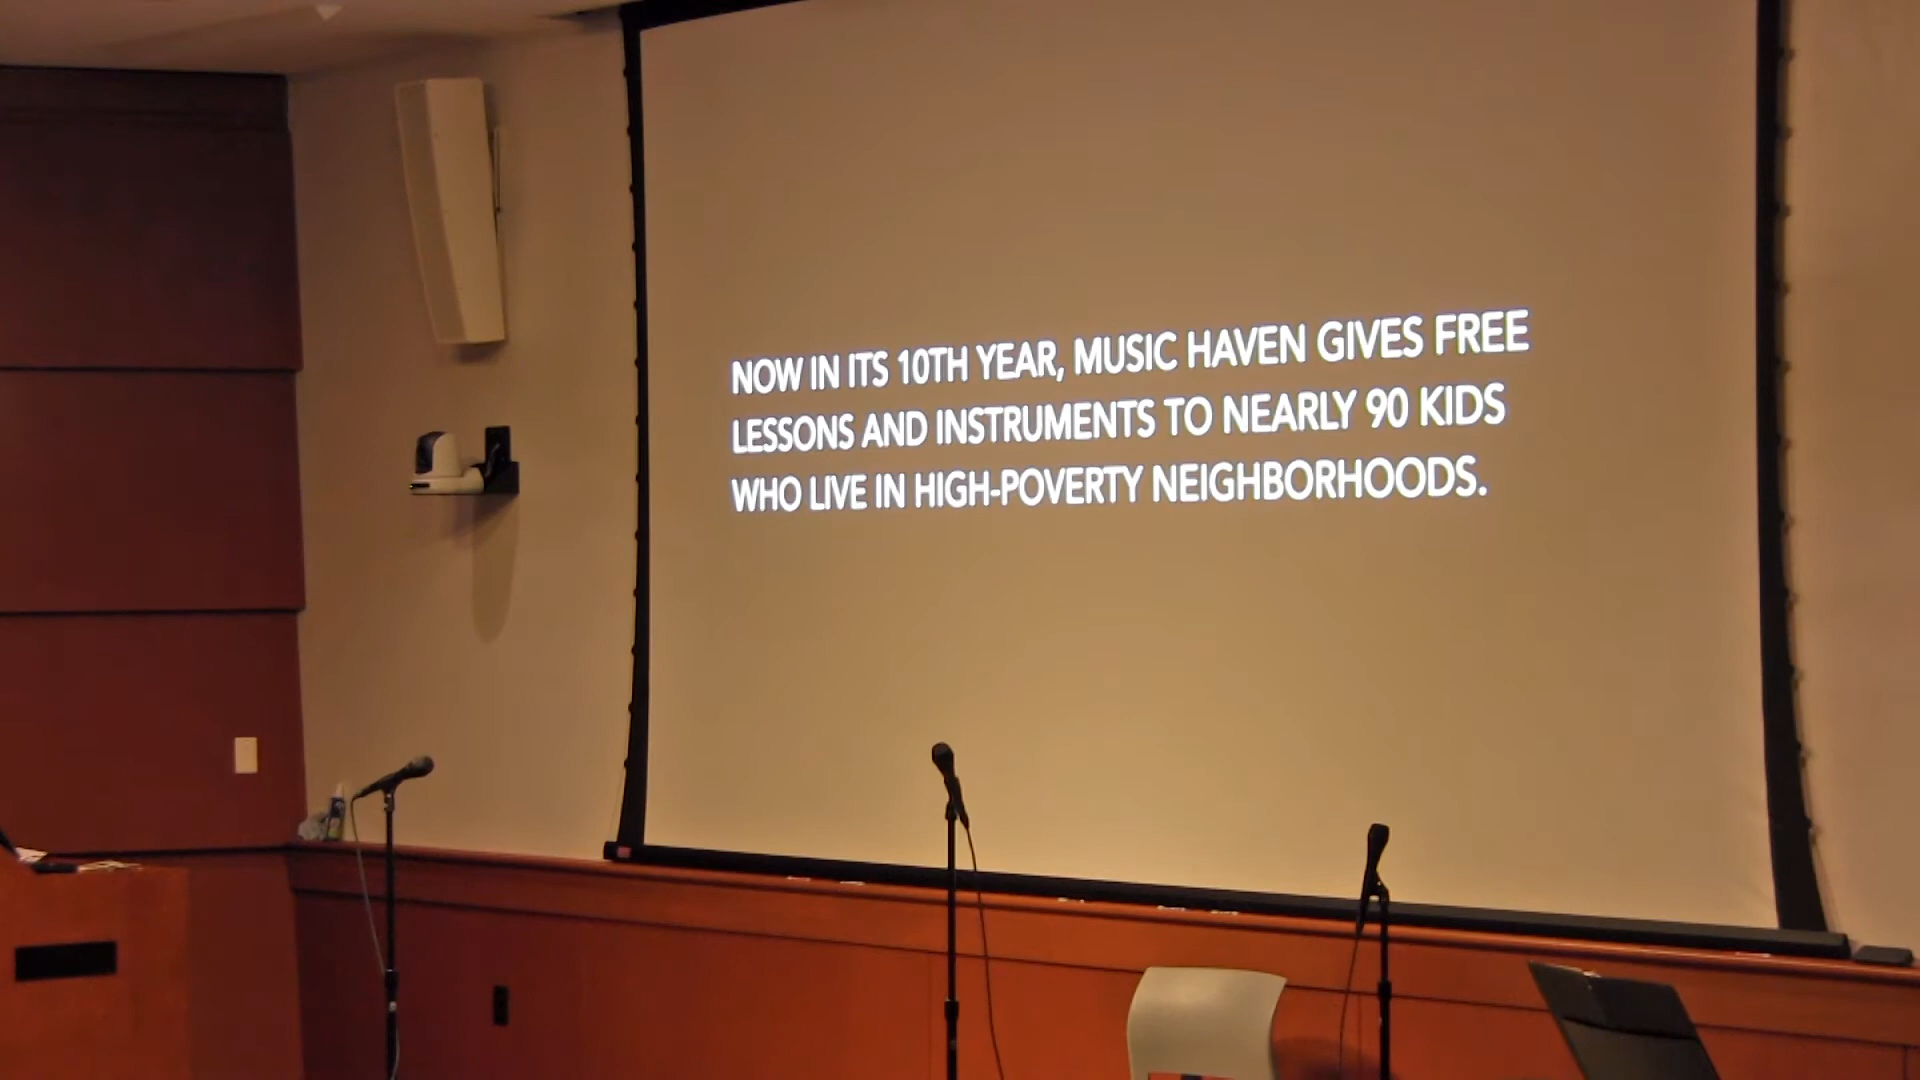 NOW IN ITS 10TH YEAR, MUSIC HAVEN GIVES FREE
LESSONS AND INSTRUMENTS TO NEARLY 90 KIDS
WHO LIVE IN HIGH-POVERTY NEIGHBORHOODS.